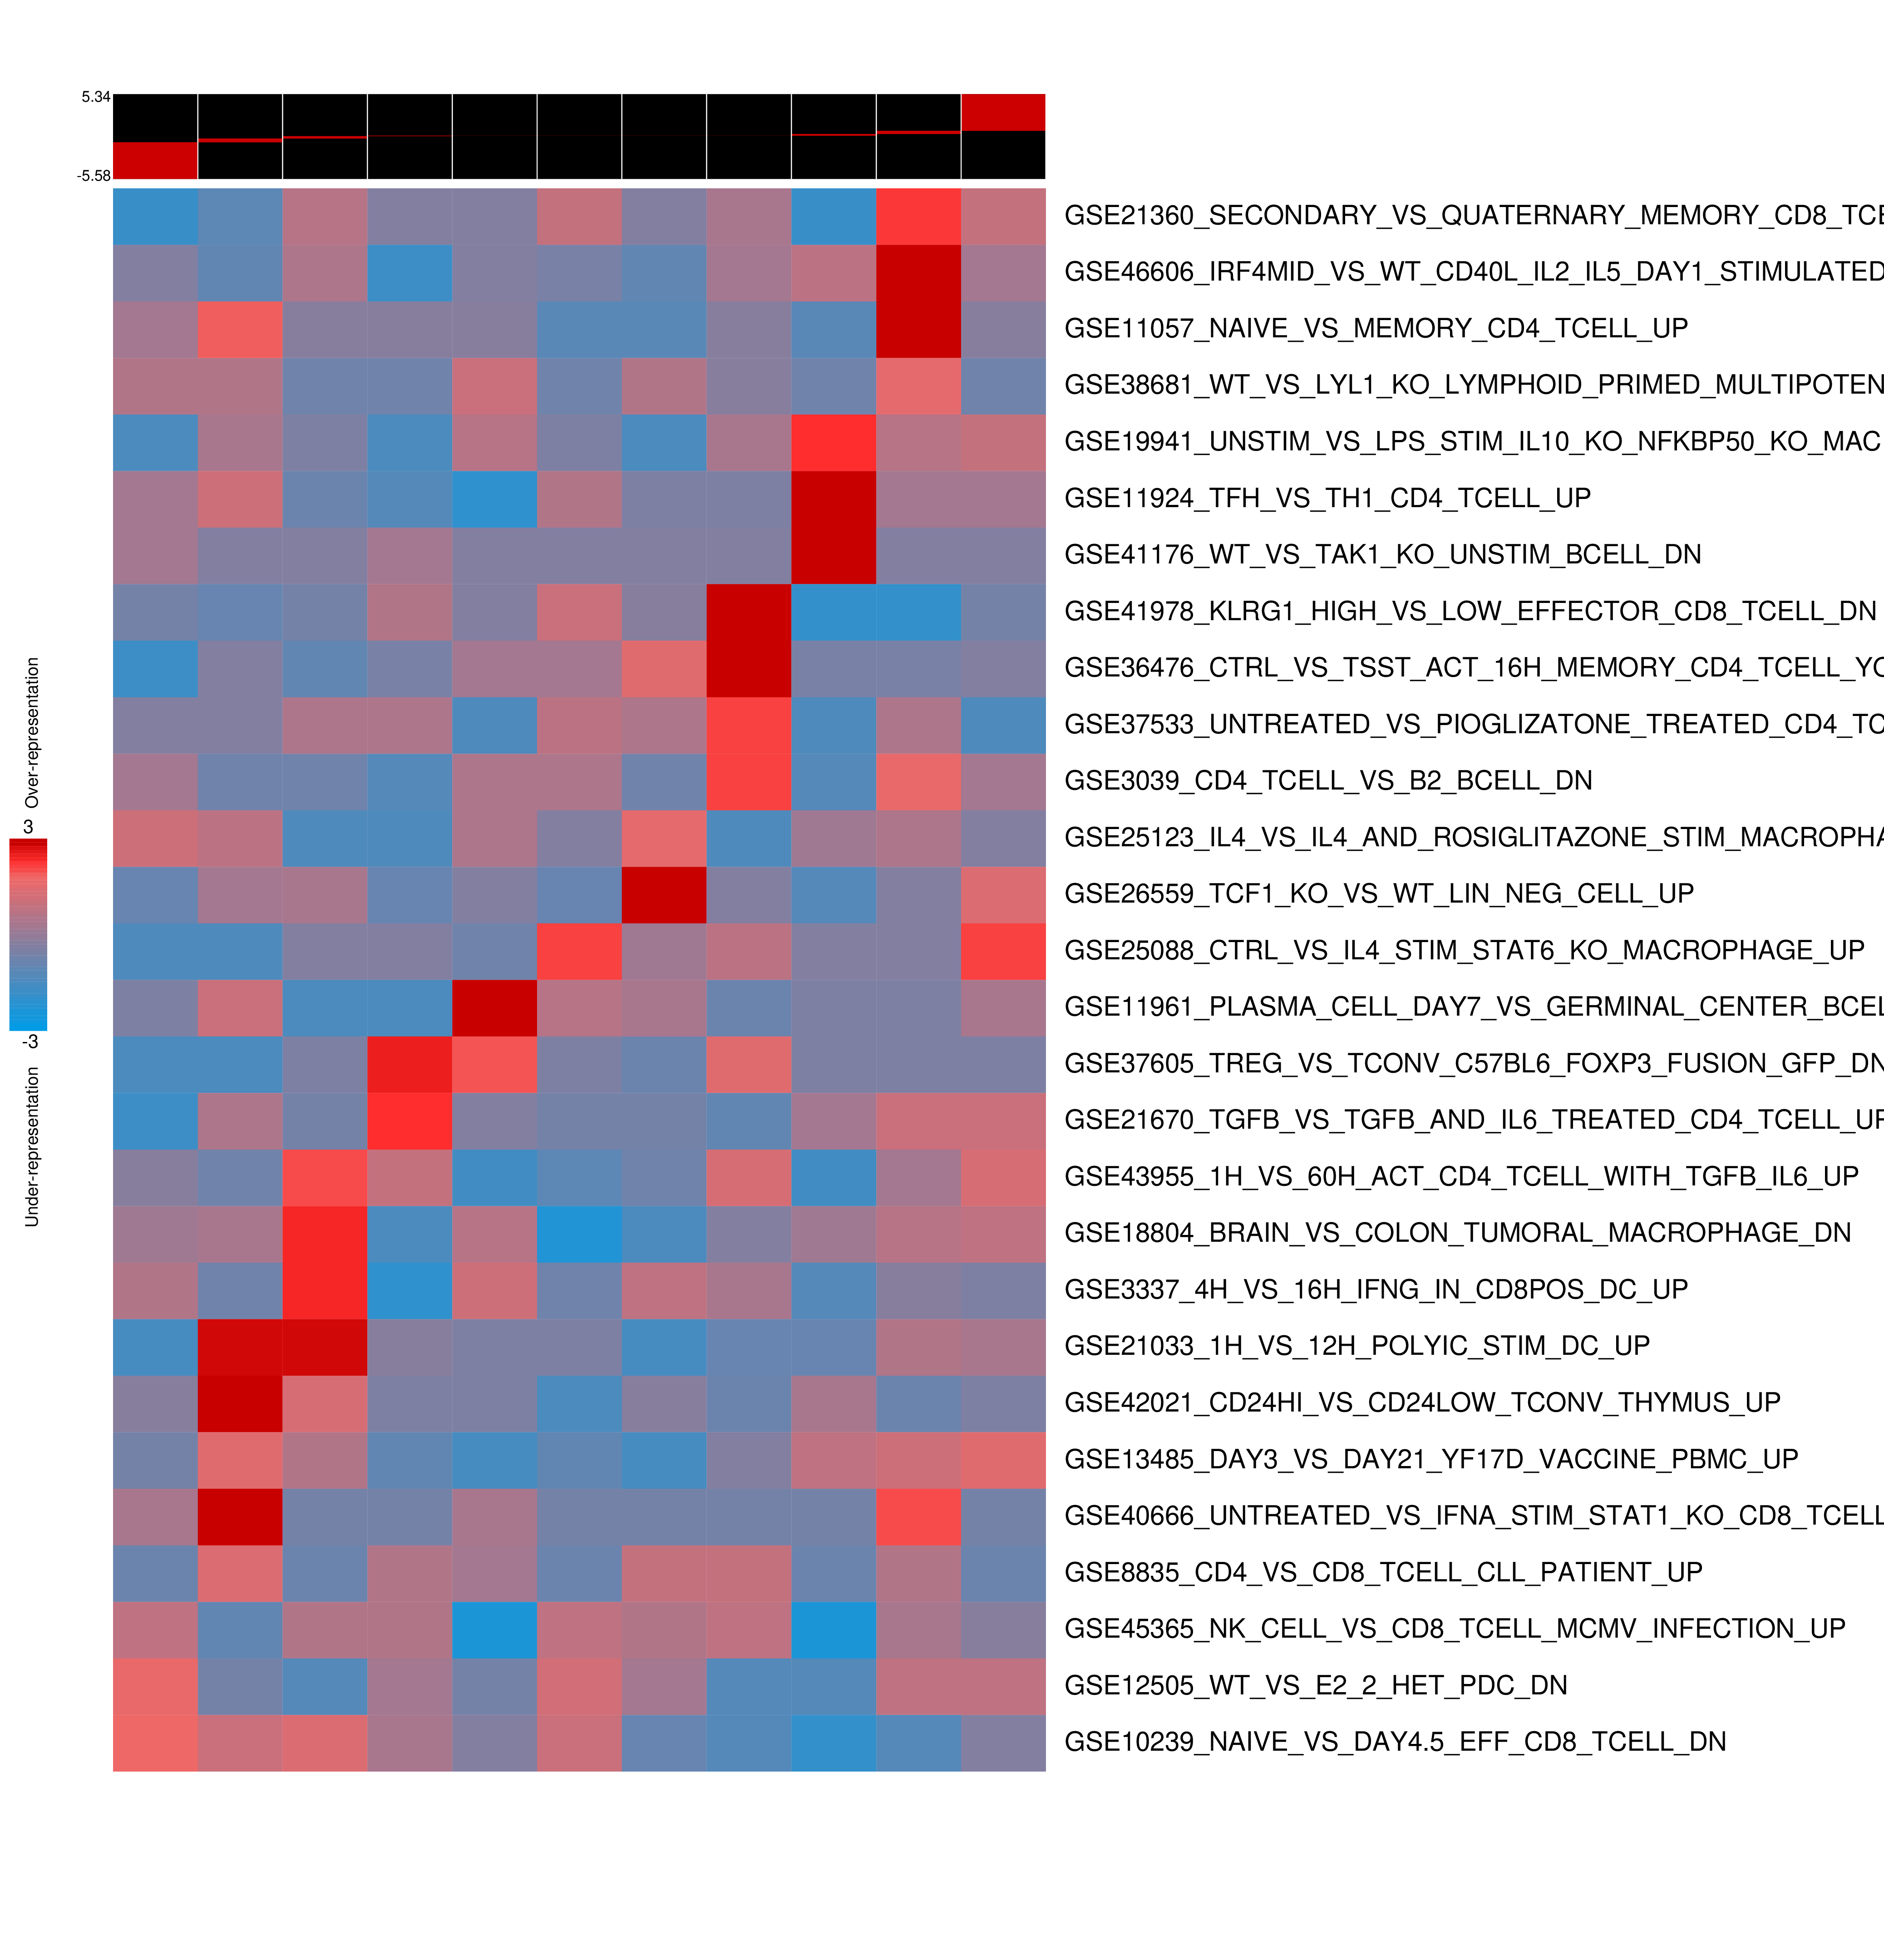 5.34
-5.58
GSE21360_SECONDARY_VS_QUATERNARY_MEMORY_CD8_TCE
GSE46606_IRF4MID_VS_WT_CD40L_IL2_IL5_DAY1_STIMULATED
GSE11057_NAIVE_VS_MEMORY_CD4_TCELL_UP
GSE38681_WT_VS_LYL1_KO_LYMPHOID_PRIMED_MULTIPOTEN
GSE19941_UNSTIM_VS_LPS_STIM_IL10_KO_NFKBP50_KO_MAC
GSE11924_TFH_VS_TH1_CD4_TCELL_UP
GSE41176_WT_VS_TAK1_KO_UNSTIM_BCELL_DN
GSE41978_KLRG1_HIGH_VS_LOW_EFFECTOR_CD8_TCELL_DN
GSE36476_CTRL_VS_TSST_ACT_16H_MEMORY_CD4_TCELL_YO
GSE37533_UNTREATED_VS_PIOGLIZATONE_TREATED_CD4_TC
GSE3039_CD4_TCELL_VS_B2_BCELL_DN
GSE25123_IL4_VS_IL4_AND_ROSIGLITAZONE_STIM_MACROPHA
GSE26559_TCF1_KO_VS_WT_LIN_NEG_CELL_UP
GSE25088_CTRL_VS_IL4_STIM_STAT6_KO_MACROPHAGE_UP
GSE11961_PLASMA_CELL_DAY7_VS_GERMINAL_CENTER_BCEL
GSE37605_TREG_VS_TCONV_C57BL6_FOXP3_FUSION_GFP_DN
GSE21670_TGFB_VS_TGFB_AND_IL6_TREATED_CD4_TCELL_UP
GSE43955_1H_VS_60H_ACT_CD4_TCELL_WITH_TGFB_IL6_UP
GSE18804_BRAIN_VS_COLON_TUMORAL_MACROPHAGE_DN
GSE3337_4H_VS_16H_IFNG_IN_CD8POS_DC_UP
GSE21033_1H_VS_12H_POLYIC_STIM_DC_UP
GSE42021_CD24HI_VS_CD24LOW_TCONV_THYMUS_UP
GSE13485_DAY3_VS_DAY21_YF17D_VACCINE_PBMC_UP
GSE40666_UNTREATED_VS_IFNA_STIM_STAT1_KO_CD8_TCELL
GSE8835_CD4_VS_CD8_TCELL_CLL_PATIENT_UP
GSE45365_NK_CELL_VS_CD8_TCELL_MCMV_INFECTION_UP
GSE12505_WT_VS_E2_2_HET_PDC_DN
GSE10239_NAIVE_VS_DAY4.5_EFF_CD8_TCELL_DN
Over-representation
3
-3
Under-representation